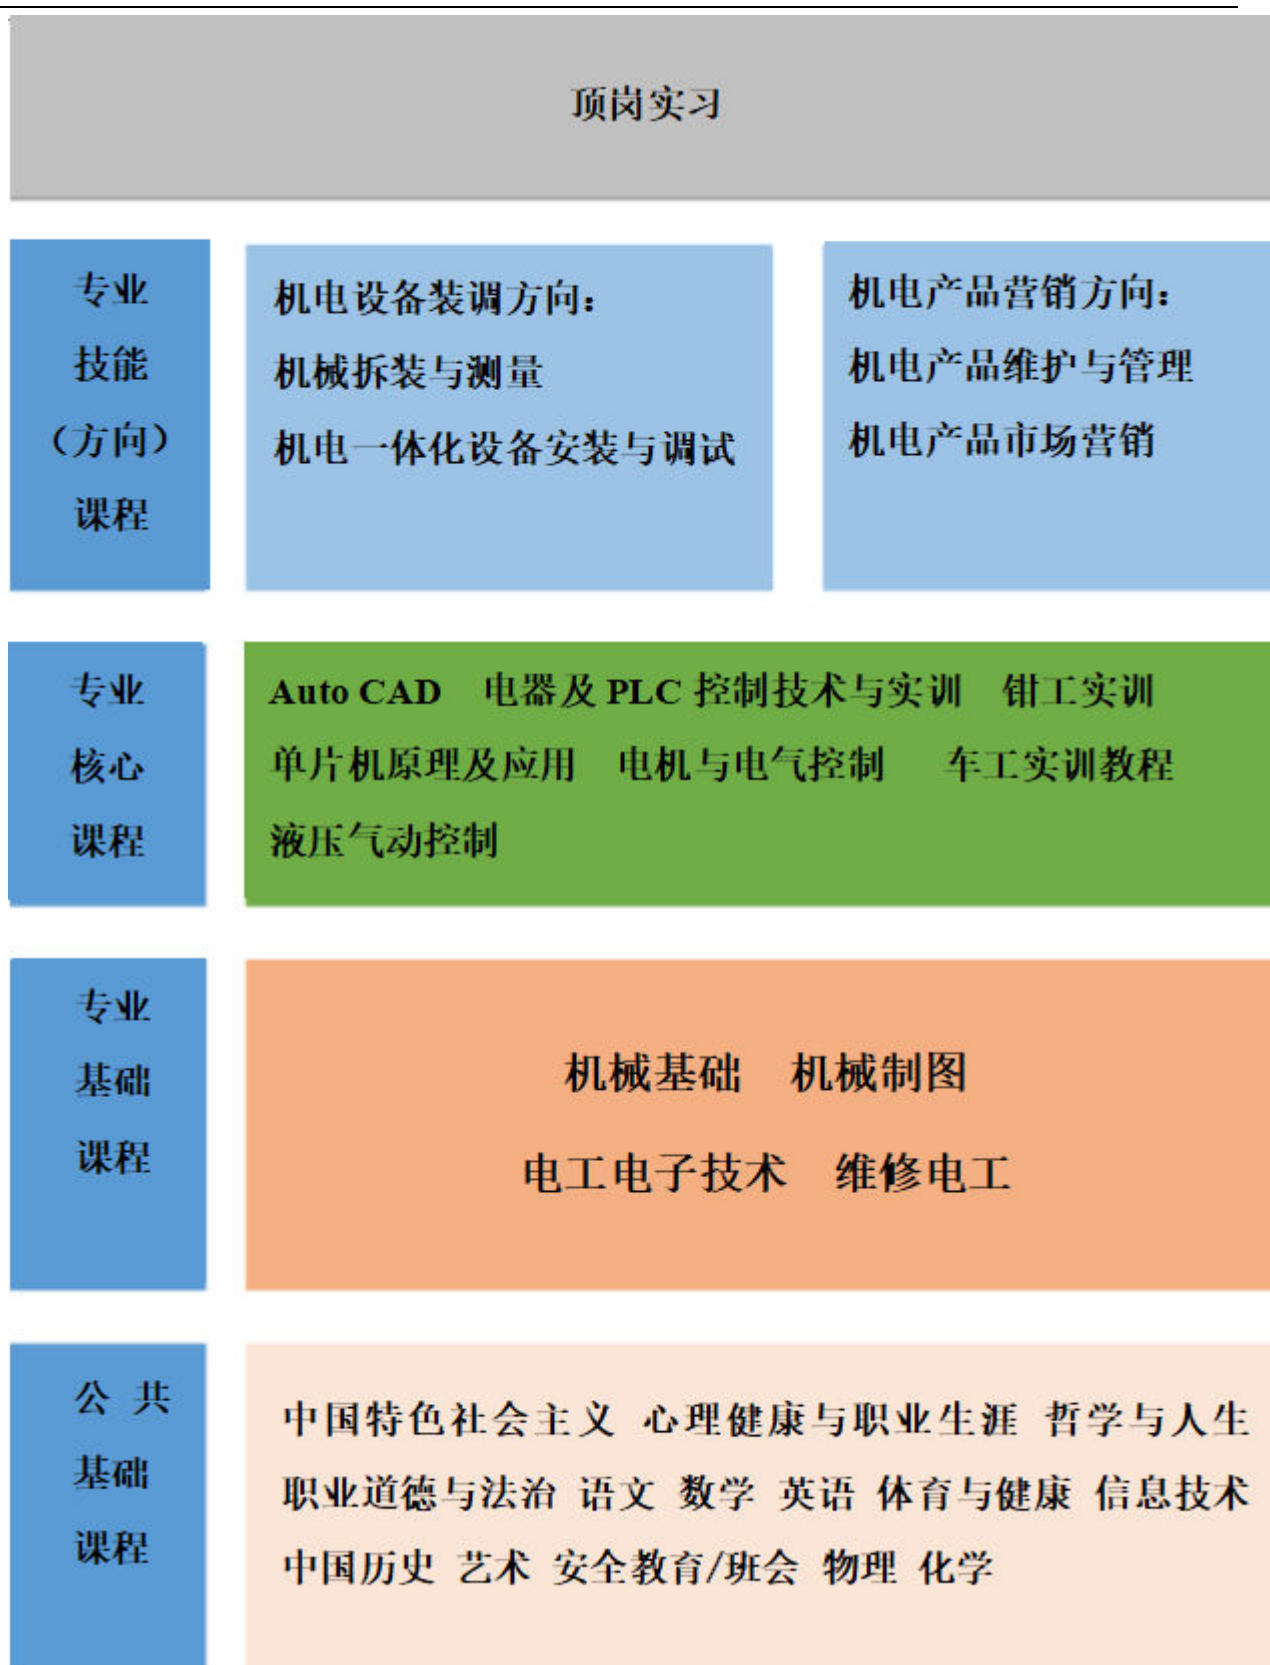 顶岗实习
专业
技能
（方向）
课程
机电设备装调方向：
机械拆装与测量
机电一体化设备安装与调试
机电产品营销方向：
机电产品维护与管理
机电产品市场营销
专业
核心
课程
Auto CAD 电器及 PLC 控制技术与实训 钳工实训
单片机原理及应用 电机与电气控制 车工实训教程
液压气动控制
专业
基础
课程
机械基础 机械制图
电工电子技术 维修电工
公 共
基础
课程
中国特色社会主义 心理健康与职业生涯 哲学与人生
职业道德与法治 语文 数学 英语 体育与健康 信息技术
中国历史 艺术 安全教育/班会 物理 化学